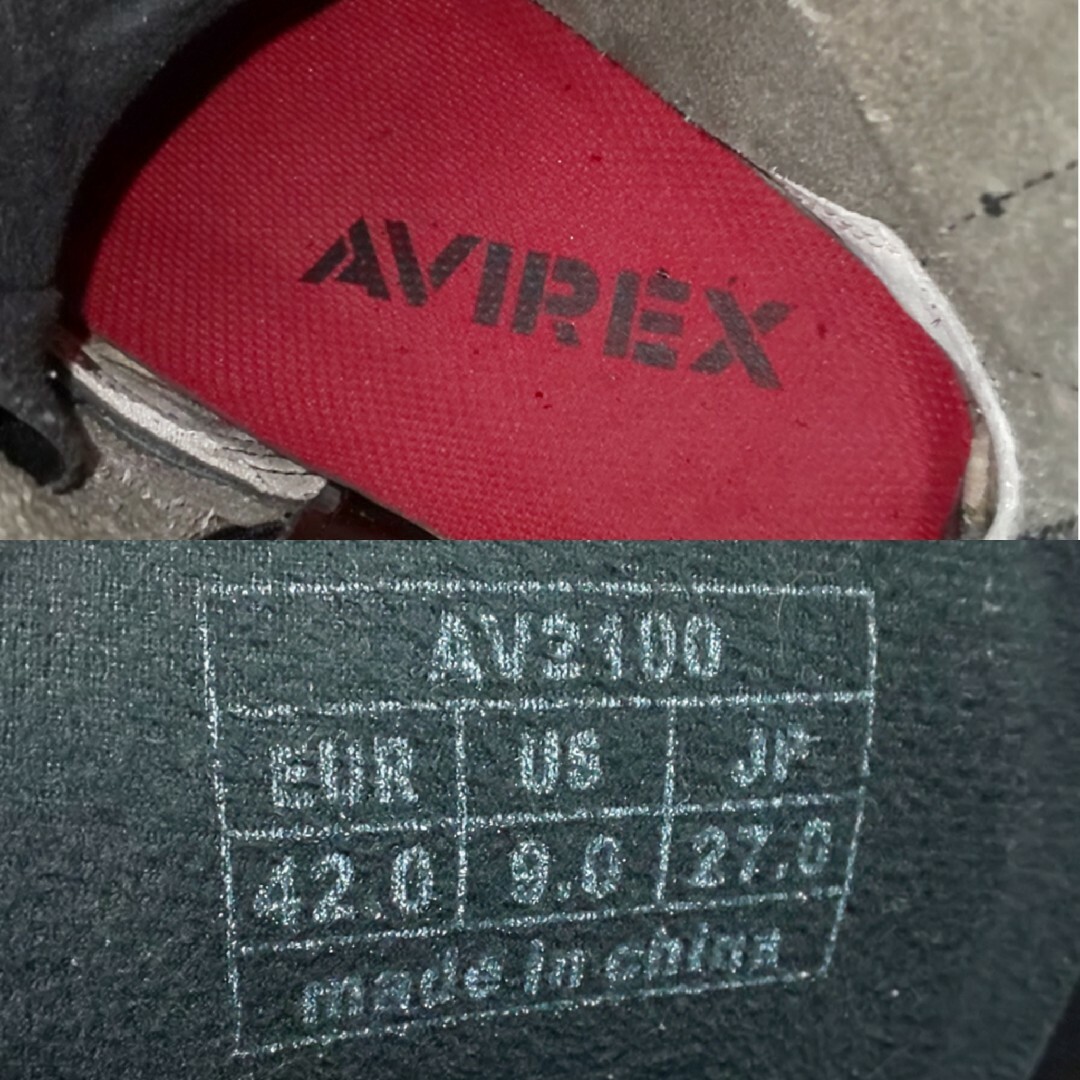 AVIREX
AV3100
EUR US JP
42.0 9.0 27.0
made in china